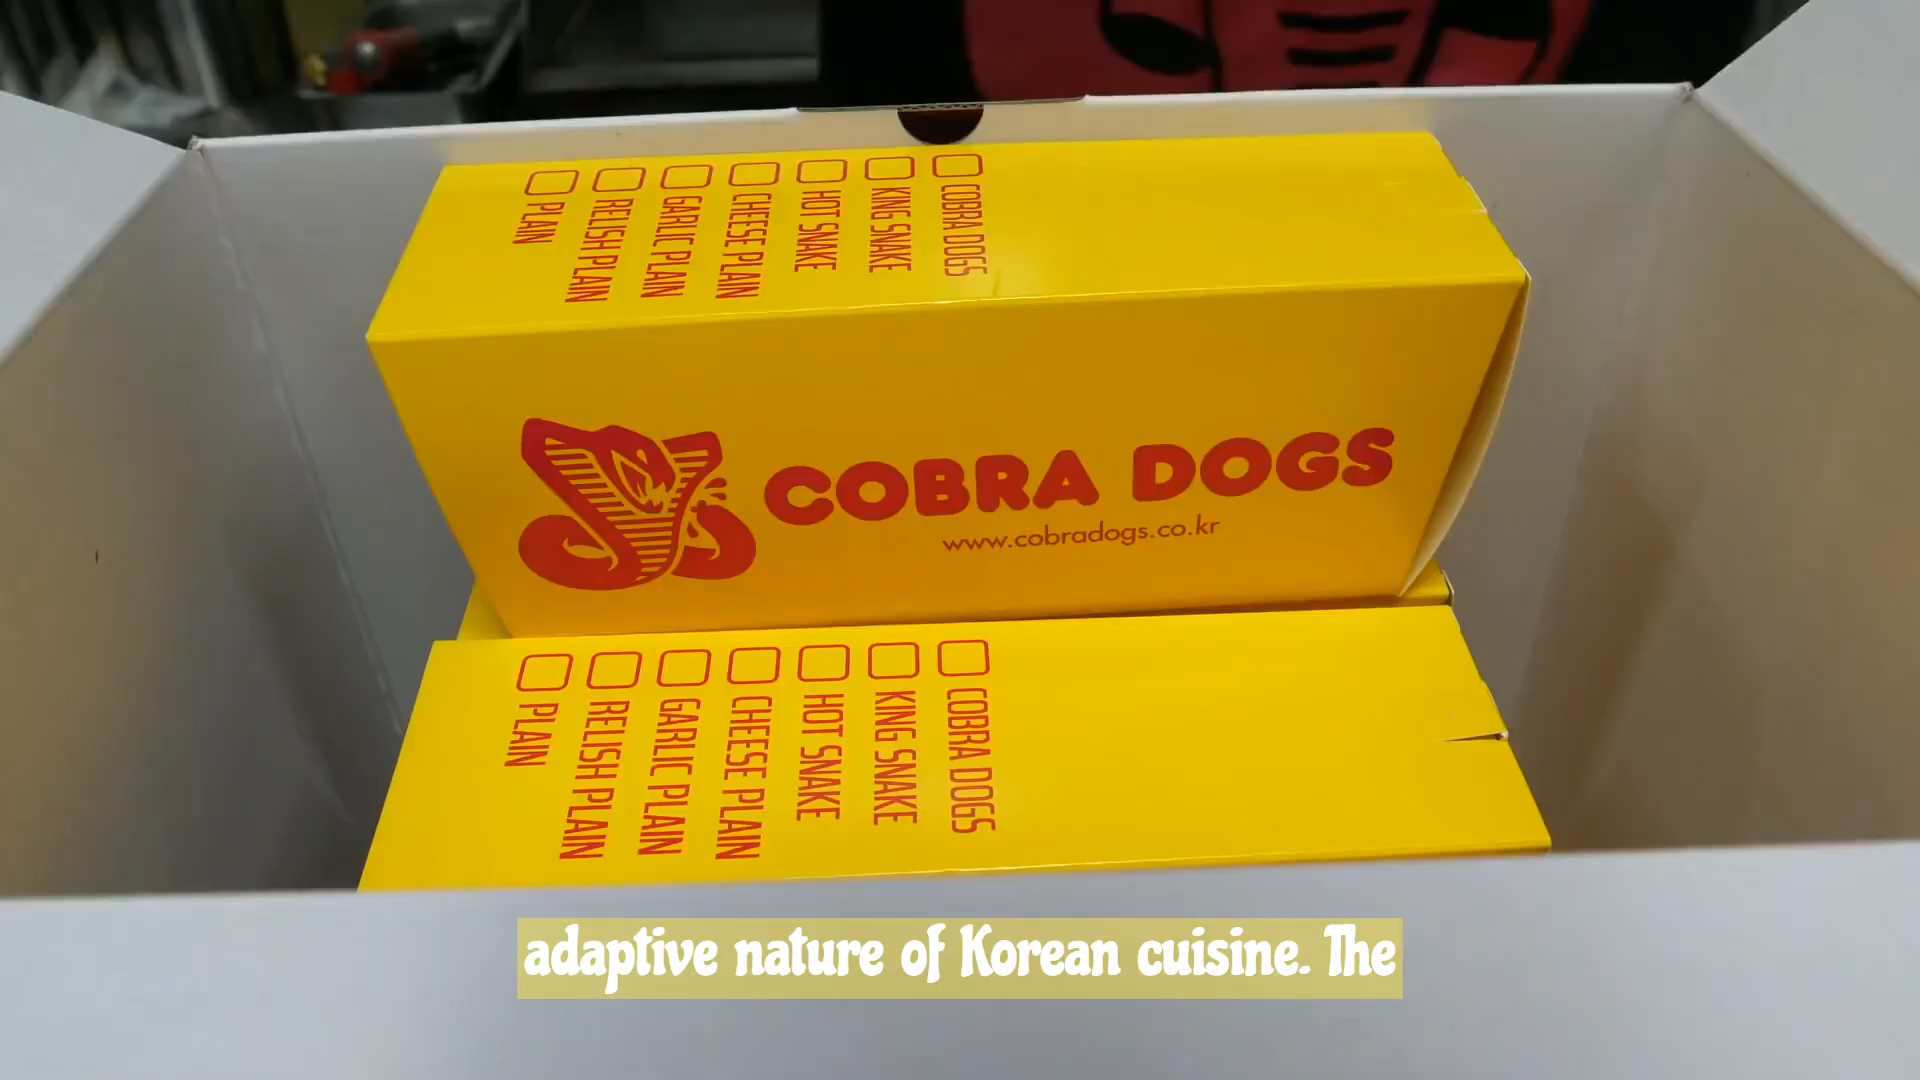 PLAIN
RELISH PLAIN
GARLIC PLAIN
CHEESE PLAIN
HOT SNAKE
KING SNAKE
COBRA DOGS
COBRA DOGS
www.cobradogs.co.kr
PLAIN
RELISH PLAIN
GARLIC PLAIN
CHEESE PLAIN
HOT SNAKE
KING SNAKE
COBRA DOGS
adaptive nature of Korean cuisine. The